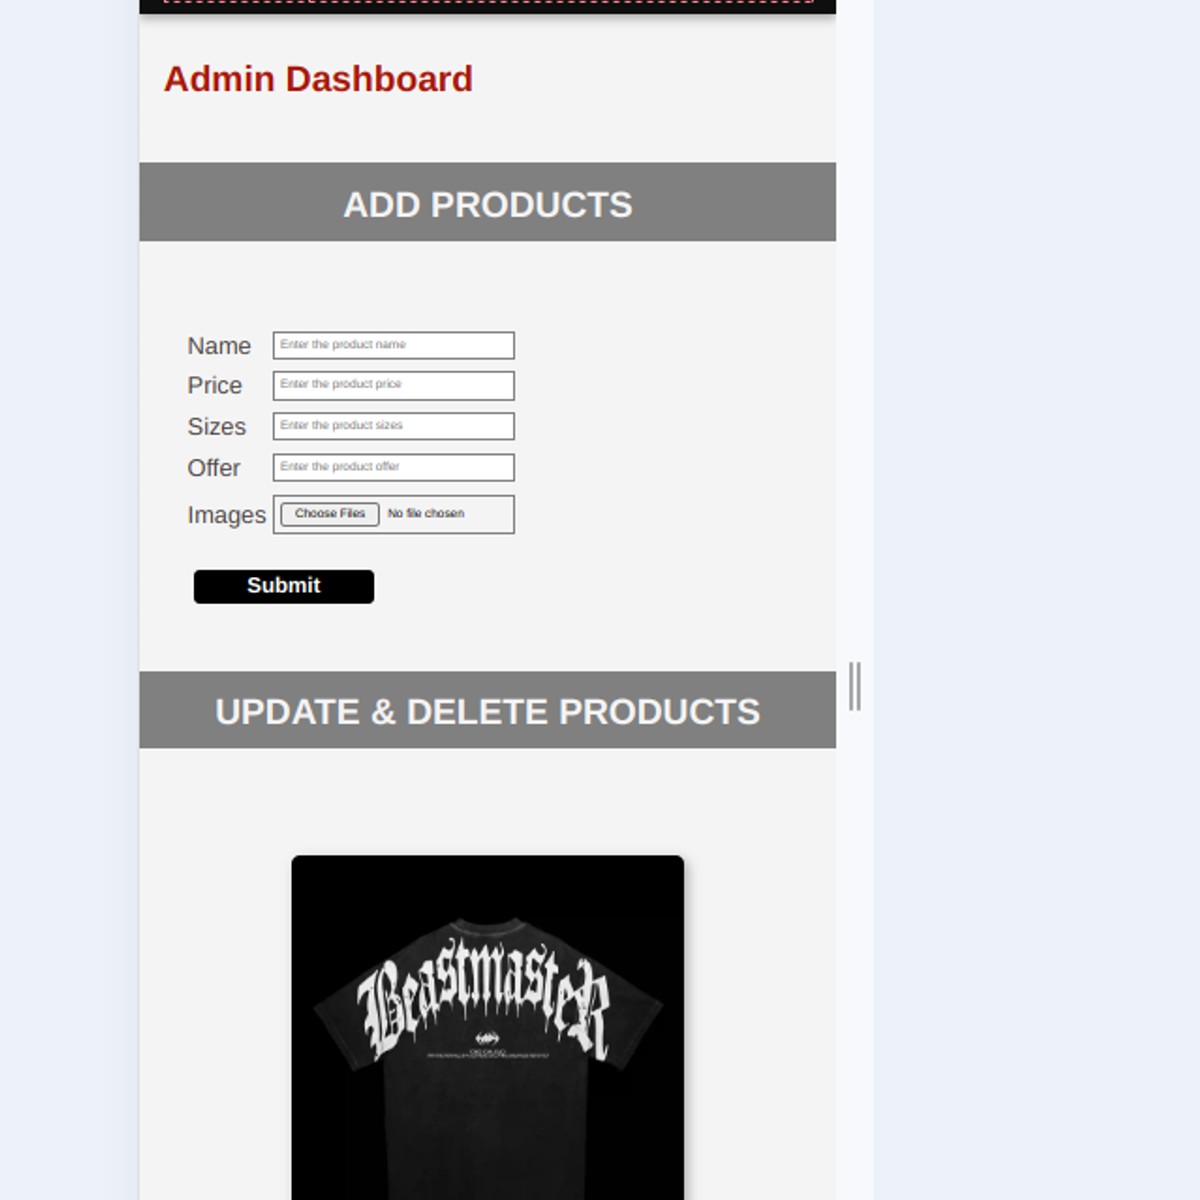 Admin Dashboard
ADD PRODUCTS
Name Enter the product name
Price Enter the product price
Sizes Enter the product sizes
Offer Enter the product offer
Images Choose Files No file chosen
Submit
UPDATE & DELETE PRODUCTS
BeastmasteR